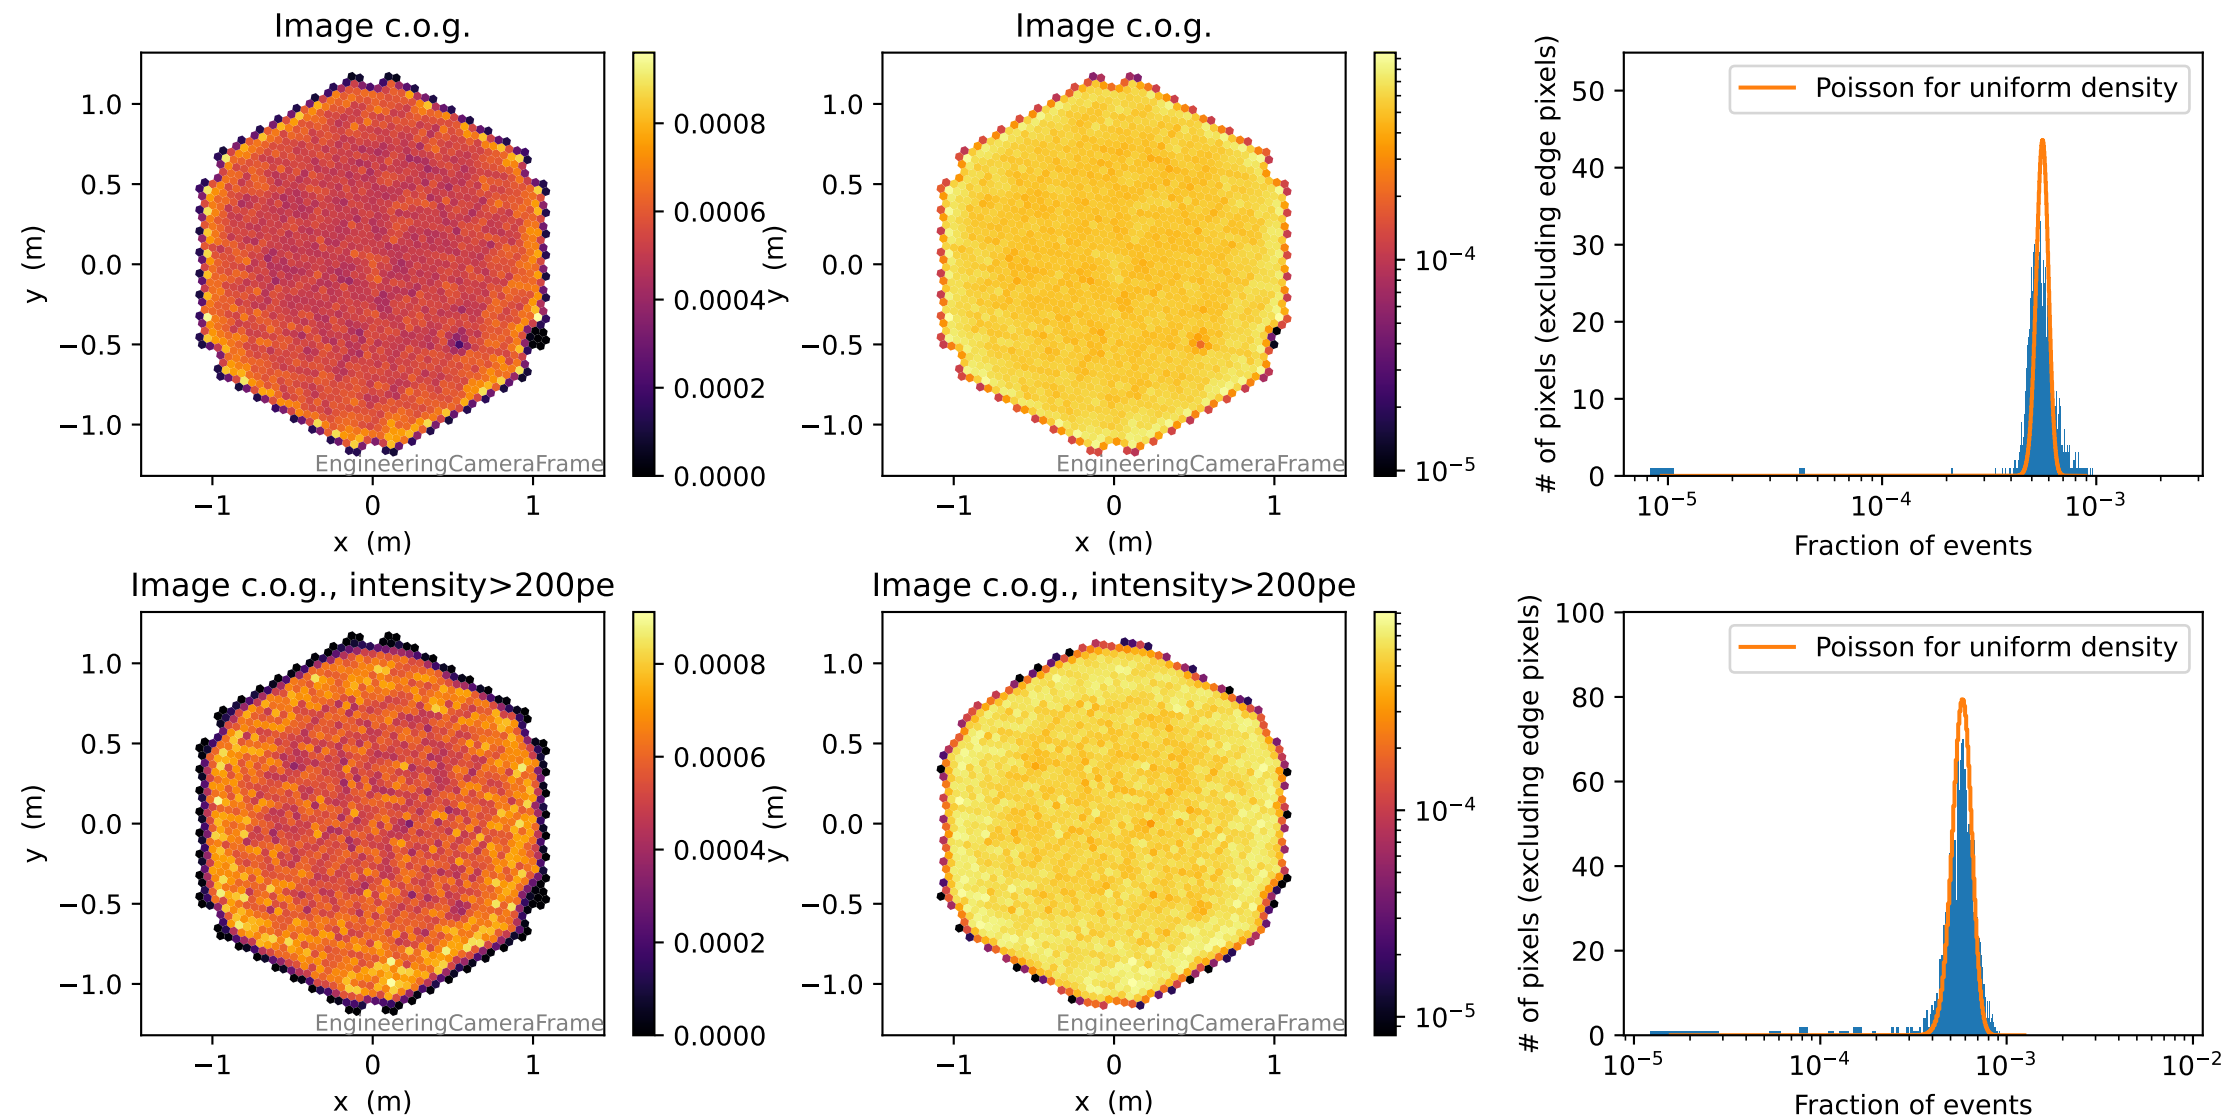 Image c.o.g.
1.0
0.5
0.0
−0.5
−1.0
y (m)
−1
0
1
x (m)
EngineeringCameraFrame
0.0008
0.0006
0.0004
0.0002
0.0000
Image c.o.g.
1.0
0.5
0.0
−0.5
−1.0
y (m)
−1
0
1
x (m)
EngineeringCameraFrame
10⁻⁴
10⁻⁵
Poisson for uniform density
50
40
30
20
10
0
# of pixels (excluding edge pixels)
10⁻⁵
10⁻⁴
10⁻³
Fraction of events
Image c.o.g., intensity>200pe
1.0
0.5
0.0
−0.5
−1.0
y (m)
−1
0
1
x (m)
EngineeringCameraFrame
0.0008
0.0006
0.0004
0.0002
0.0000
Image c.o.g., intensity>200pe
1.0
0.5
0.0
−0.5
−1.0
y (m)
−1
0
1
x (m)
EngineeringCameraFrame
10⁻⁴
10⁻⁵
Poisson for uniform density
100
80
60
40
20
0
# of pixels (excluding edge pixels)
10⁻⁵
10⁻⁴
10⁻³
10⁻²
Fraction of events